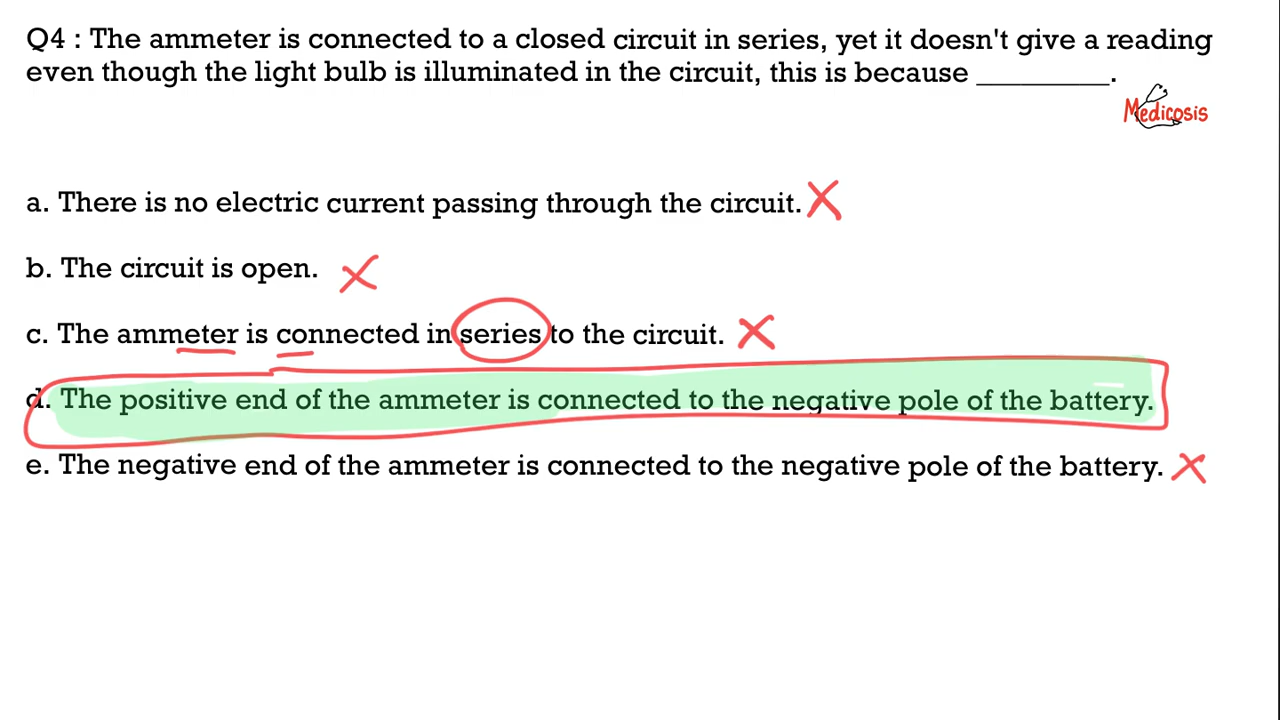 Q4 : The ammeter is connected to a closed circuit in series, yet it doesn't give a reading
even though the light bulb is illuminated in the circuit, this is because _________.
Medicosis
a. There is no electric current passing through the circuit.
b. The circuit is open.
c. The ammeter is connected in series to the circuit.
d. The positive end of the ammeter is connected to the negative pole of the battery.
e. The negative end of the ammeter is connected to the negative pole of the battery.